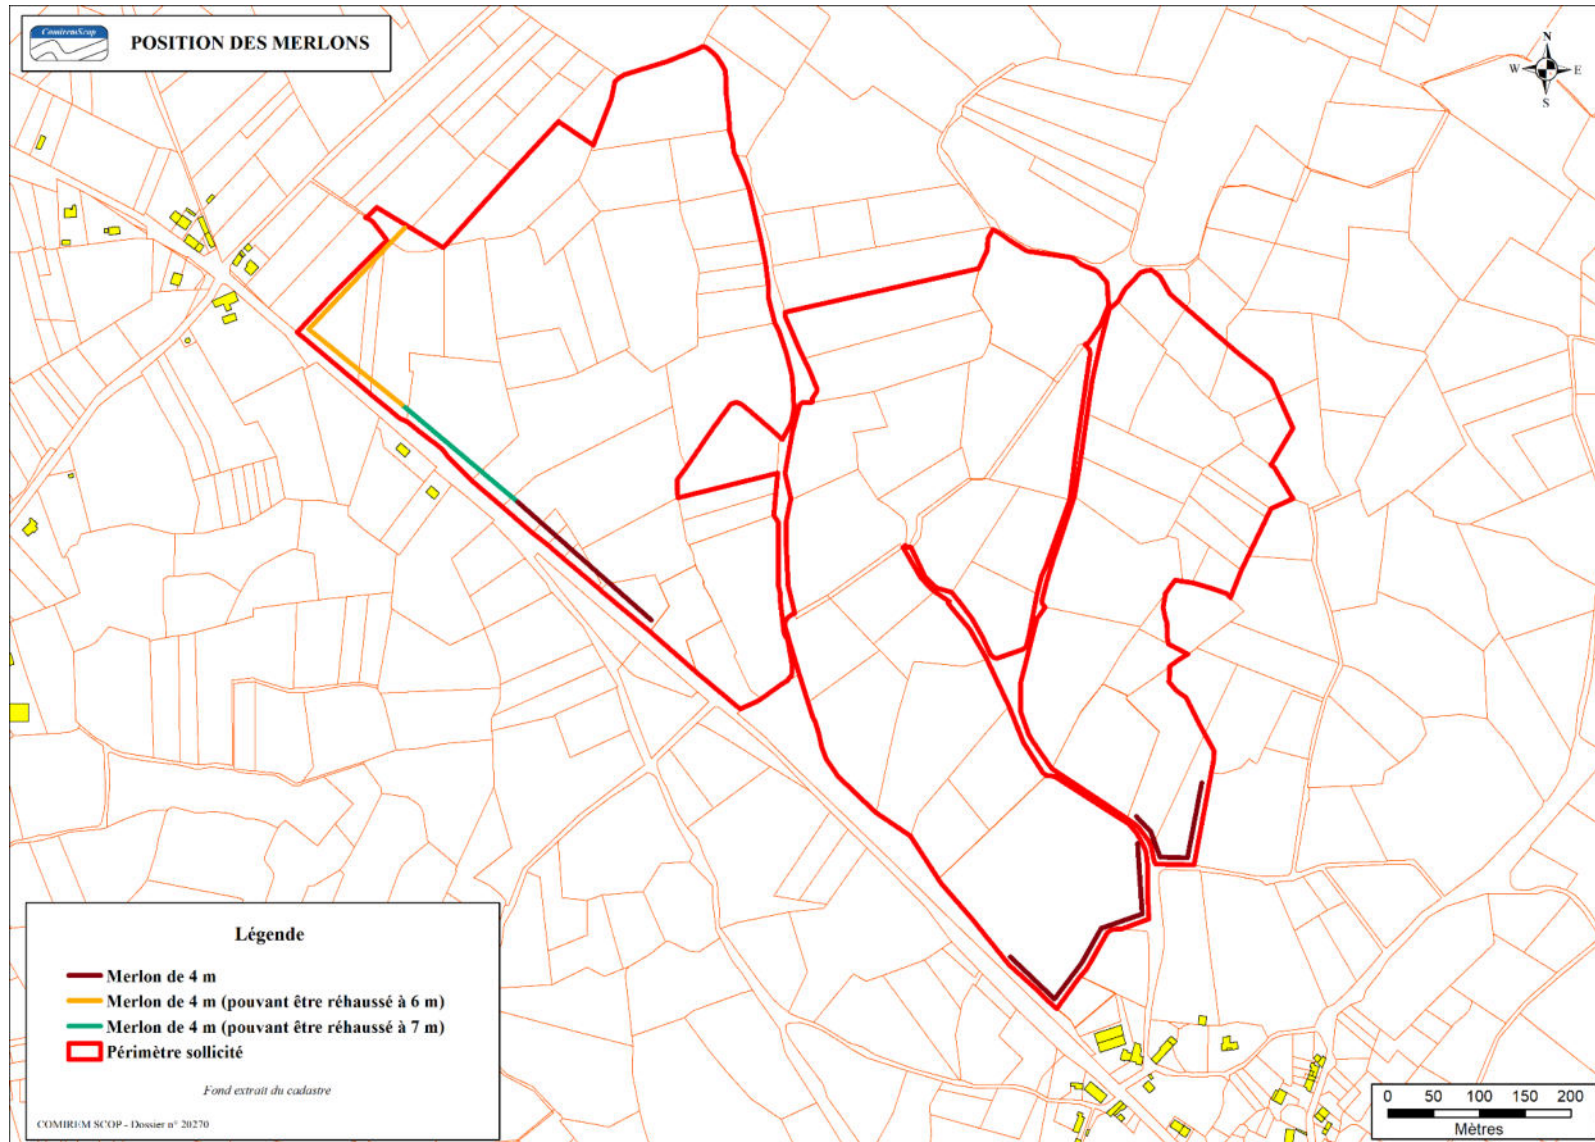 ComiremScop
POSITION DES MERLONS
N
W E
S
Légende
Merlon de 4 m
Merlon de 4 m (pouvant être réhaussé à 6 m)
Merlon de 4 m (pouvant être réhaussé à 7 m)
Périmètre sollicité
Fond extrait du cadastre
COMIREM SCOP - Dossier n° 20270
0 50 100 150 200
Mètres